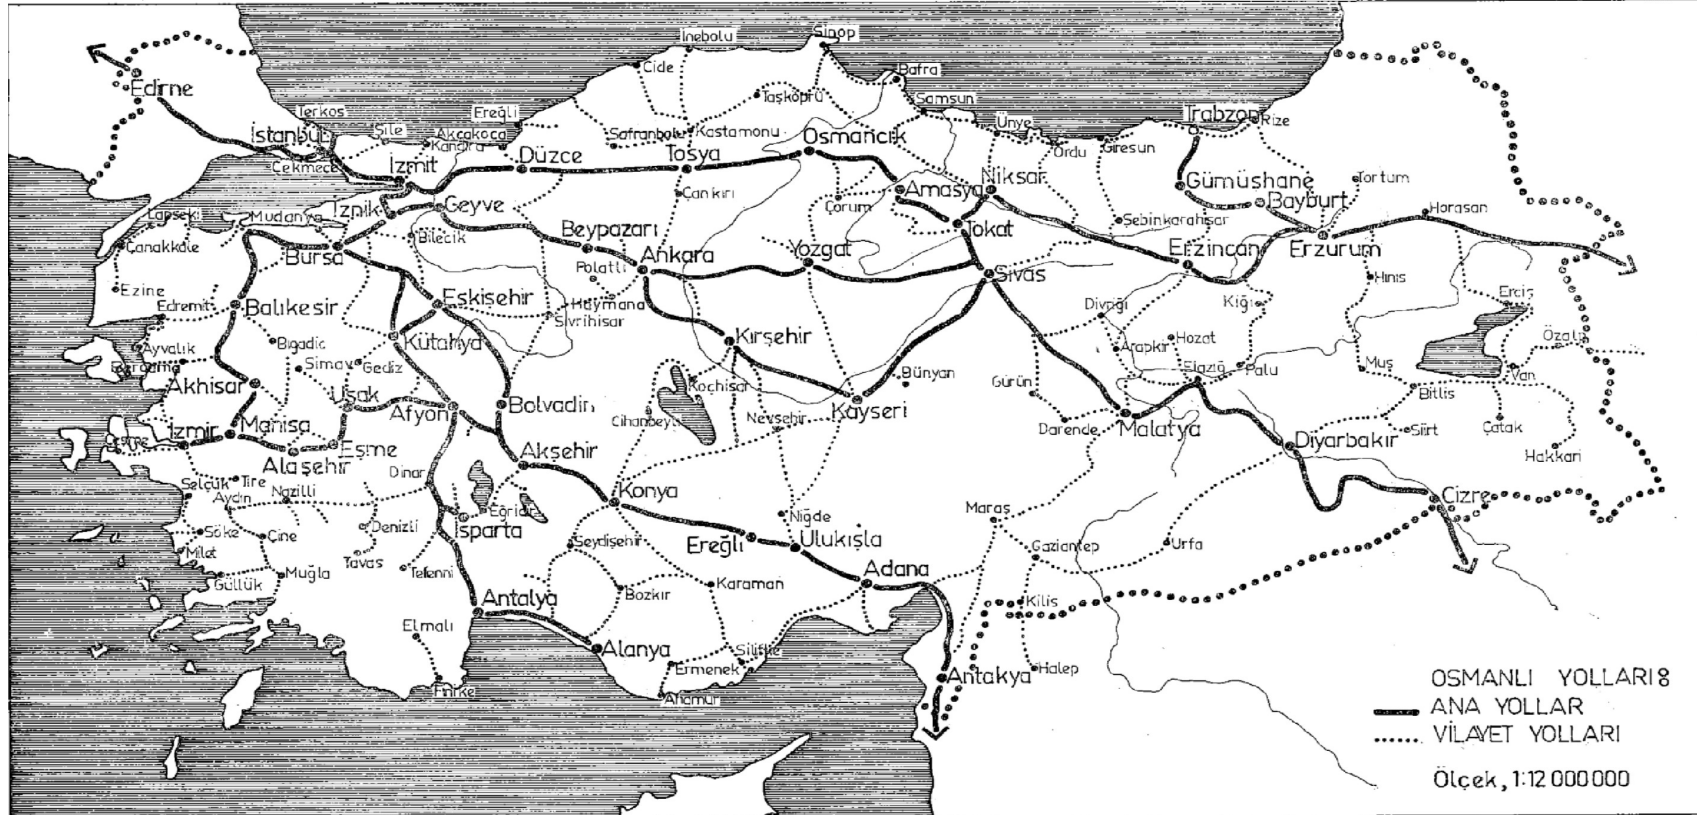 İnebolu
Sinop
Cide
Bafra
Edirne
Taşköprü
Samsun
Terkos
Ereğli
Trabzon
Rize
İstanbul
Şile
Akçakoca
Kandıra
Safranbolu
Kastamonu
Osmancık
Ünye
Ordu
Giresun
Çekmece
İzmit
Düzce
Tosya
Amasya
Niksar
Gümüşhane
Tortum
Çankırı
Çorum
Bayburt
Horasan
Lapseki
Mudanya
İznik
Geyve
Şebinkarahisar
Çanakkale
Bilecik
Beypazarı
Tokat
Erzincan
Erzurum
Bursa
Ankara
Yozgat
Polatlı
Sivas
Hınıs
Ezine
Edremit
Balıkesir
Eskişehir
Haymana
Sivrihisar
Divriği
Kiği
Erciş
Ayvalık
Bigadiç
Kütahya
Kırşehir
Hozat
Arapkir
Özalp
Bergama
Simav
Gediz
Bünyan
Elazığ
Palu
Muş
Van
Akhisar
Uşak
Afyon
Bolvadin
Koçhisar
Kayseri
Gürün
Bitlis
Cihanbeyli
Nevşehir
Darende
Malatya
Siirt
Çatak
Çeşme
İzmir
Manisa
Eşme
Alaşehir
Akşehir
Diyarbakır
Hakkari
Dinar
Selçuk
Tire
Aydın
Nazilli
Konya
Cizre
Eğridir
Isparta
Niğde
Maraş
Söke
Çine
Denizli
Milet
Seydişehir
Ereğli
Ulukışla
Gaziantep
Urfa
Tavas
Tefenni
Güllük
Muğla
Antalya
Bozkır
Karaman
Adana
Kilis
Elmalı
Alanya
Silifke
Ermenek
Antakya
Halep
Finike
Anamur
OSMANLI YOLLARI:
ANA YOLLAR
VİLAYET YOLLARI
Ölçek, 1:12 000 000